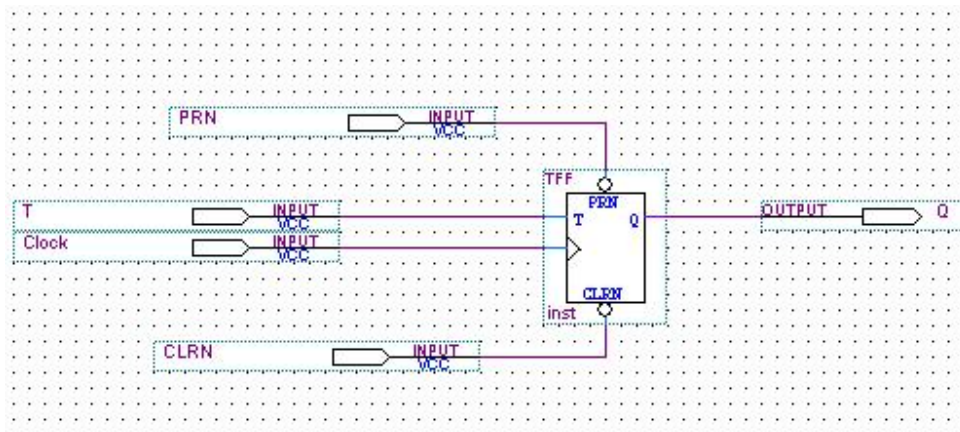 PRN
INPUT
VCC
TFF
PRN
T
INPUT
VCC
T
Q
OUTPUT
Q
Clock
INPUT
VCC
CLRN
inst
CLRN
INPUT
VCC